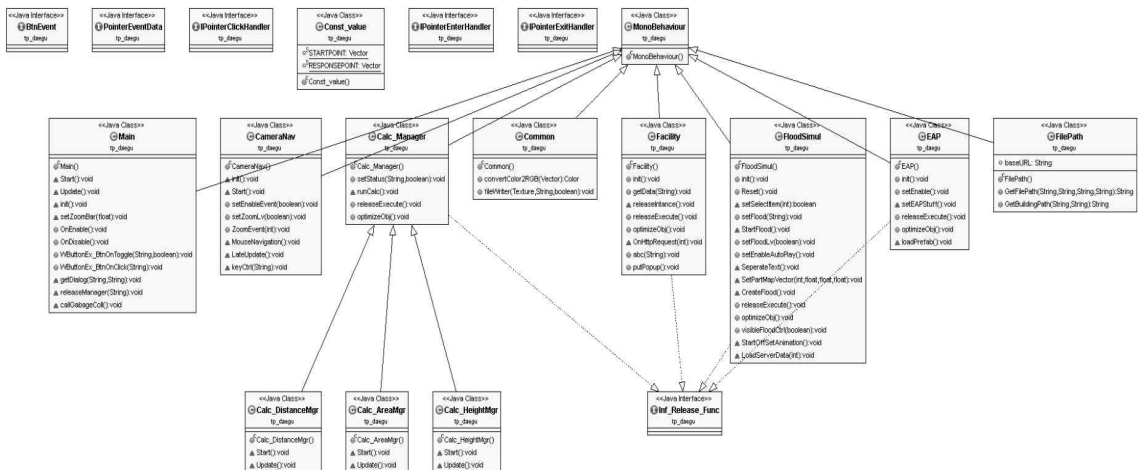 <<Java Interface>>
BtnEvent
tp_daegu
<<Java Interface>>
PointerEventData
tp_daegu
<<Java Interface>>
IPointerClickHandler
tp_daegu
<<Java Class>>
Const_value
tp_daegu
STARTPOINT: Vector
RESPONSEPOINT: Vector
Const_value()
<<Java Interface>>
IPointerEnterHandler
tp_daegu
<<Java Interface>>
IPointerExitHandler
tp_daegu
<<Java Class>>
MonoBehaviour
tp_daegu
MonoBehaviour()
<<Java Class>>
Main
tp_daegu
Main()
Start():void
Update():void
init():void
setZoomBar(float):void
OnEnable():void
OnDisable():void
WButtonEx_BtnOnToggle(String,boolean):void
WButtonEx_BtnOnClick(String):void
getDialog(String,String):void
releaseManager(String):void
callGabageColl():void
<<Java Class>>
CameraNav
tp_daegu
CameraNav()
init():void
Start():void
setEnableEvent(boolean):void
setZoomLv(boolean):void
ZoomEvent(int):void
MouseNavigation():void
LateUpdate():void
keyCtrl(String):void
<<Java Class>>
Calc_Manager
tp_daegu
Calc_Manager()
setStatus(String,boolean):void
runCalc():void
releaseExecute():void
optimizeObj():void
<<Java Class>>
Common
tp_daegu
Common()
convertColor2RGB(Vector):Color
fileWriter(Texture,String,boolean):void
<<Java Class>>
Facility
tp_daegu
Facility()
init():void
getData(String):void
releaseIntance():void
releaseExecute():void
optimizeObj():void
OnHttpRequest(int):void
abc(String):void
putPopup():void
<<Java Class>>
FloodSimul
tp_daegu
FloodSimul()
init():void
Reset():void
setSelectItem(int):boolean
setFlood(String):void
StartFlood():void
setFloodLv(boolean):void
setEnableAutoPlay():void
SeperateText():void
SetPartMapVector(int,float,float,float):void
CreateFlood():void
releaseExecute():void
optimizeObj():void
visibleFloodCtrl(boolean):void
StartOffSetAnimation():void
LoadServerData(int):void
<<Java Class>>
EAP
tp_daegu
EAP()
init():void
setEnable():void
setEAPStuff():void
releaseExecute():void
optimizeObj():void
loadPrefab():void
<<Java Class>>
FilePath
tp_daegu
baseURL: String
FilePath()
GetFilePath(String,String,String,String):String
GetBuildingPath(String,String):String
<<Java Class>>
Calc_DistanceMgr
tp_daegu
Calc_DistanceMgr()
Start():void
Update():void
<<Java Class>>
Calc_AreaMgr
tp_daegu
Calc_AreaMgr()
Start():void
Update():void
<<Java Class>>
Calc_HeightMgr
tp_daegu
Calc_HeightMgr()
Start():void
Update():void
<<Java Interface>>
Inf_Release_Func
tp_daegu